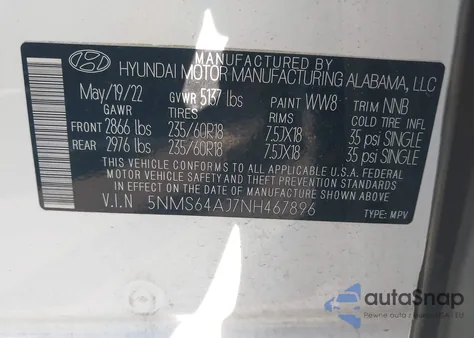 MANUFACTURED BY
HYUNDAI MOTOR MANUFACTURING ALABAMA, LLC
May/19/22 GVWR 5137 lbs PAINT WW8 TRIM NNB
GAWR TIRES RIMS COLD TIRE INFL
FRONT 2866 lbs 235/60R18 7.5JX18 35 psi SINGLE
REAR 2976 lbs 235/60R18 7.5JX18 35 psi SINGLE
THIS VEHICLE CONFORMS TO ALL APPLICABLE U.S.A. FEDERAL
MOTOR VEHICLE SAFETY BUMPER, AND THEFT PREVENTION
STANDARDS IN EFFECT ON THE DATE OF MANUFACTURE SHOWN ABOVE
V.I.N 5NMS64AJ7NH467896 TYPE: MPV
autoSnap